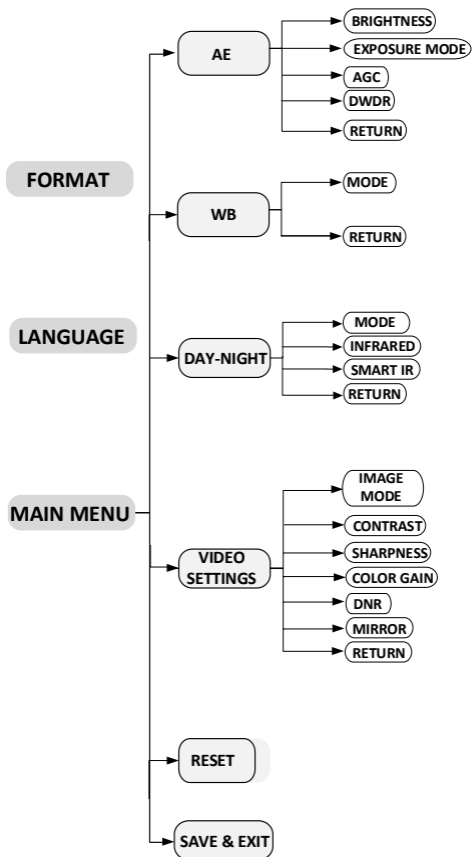 FORMAT
LANGUAGE
MAIN MENU
AE
BRIGHTNESS
EXPOSURE MODE
AGC
DWDR
RETURN
WB
MODE
RETURN
DAY-NIGHT
MODE
INFRARED
SMART IR
RETURN
VIDEO
SETTINGS
IMAGE
MODE
CONTRAST
SHARPNESS
COLOR GAIN
DNR
MIRROR
RETURN
RESET
SAVE & EXIT